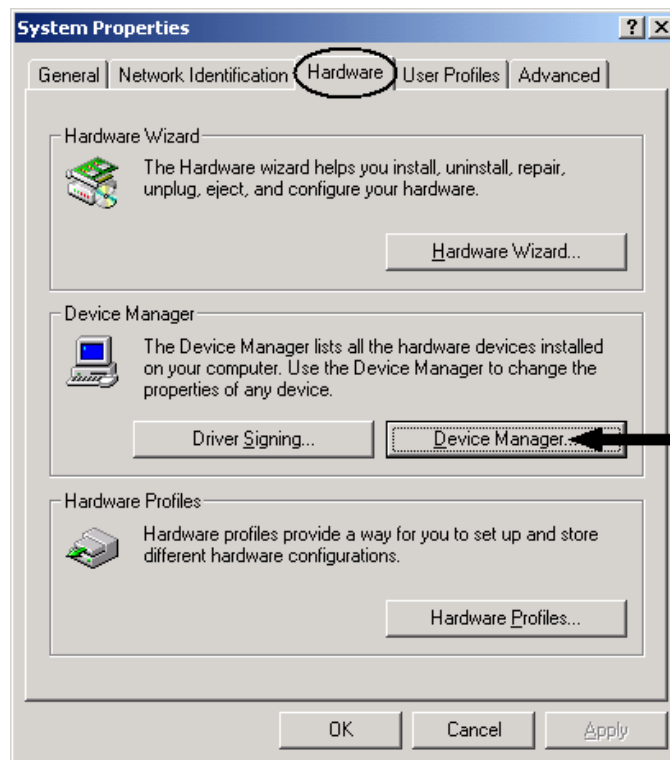 System Properties
General
Network Identification
Hardware
User Profiles
Advanced
Hardware Wizard
The Hardware wizard helps you install, uninstall, repair,
unplug, eject, and configure your hardware.
Hardware Wizard...
Device Manager
The Device Manager lists all the hardware devices installed
on your computer. Use the Device Manager to change the
properties of any device.
Driver Signing...
Device Manager...
Hardware Profiles
Hardware profiles provide a way for you to set up and store
different hardware configurations.
Hardware Profiles...
OK
Cancel
Apply